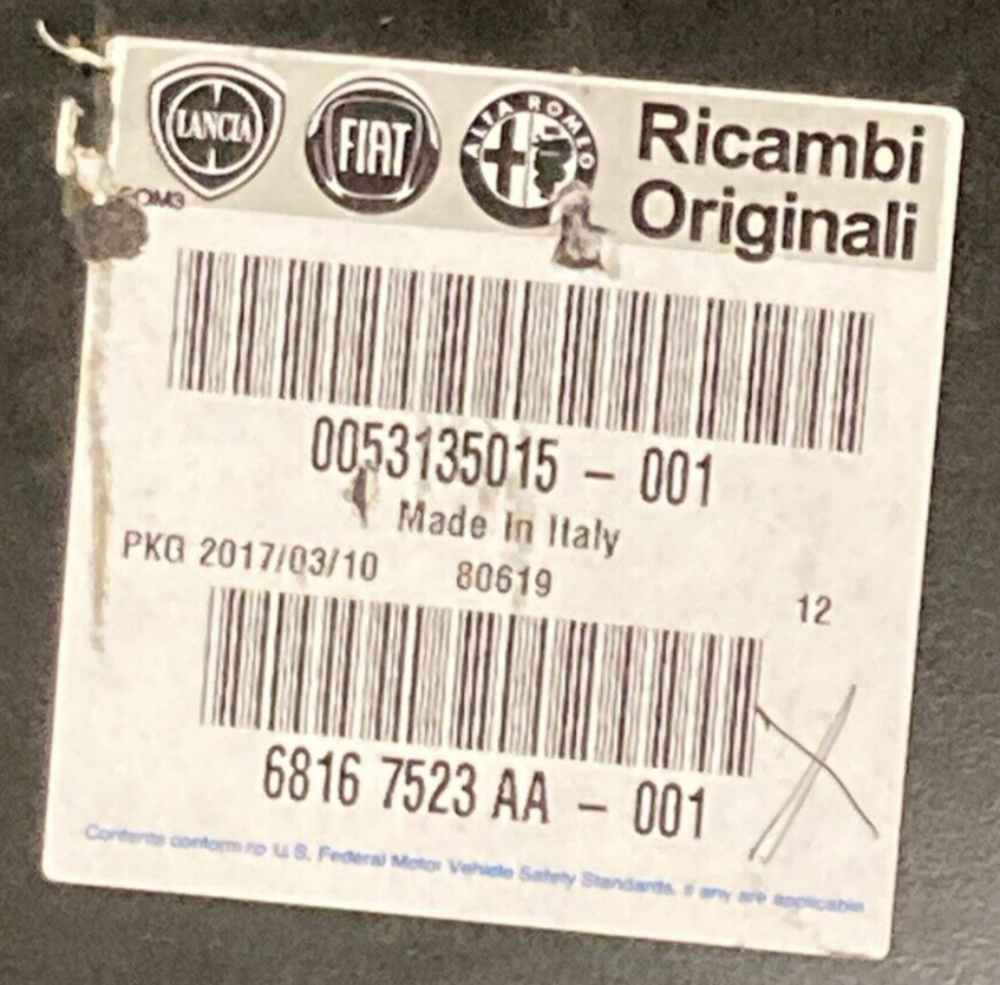 LANCIA FIAT ALFA ROMEO Ricambi
Originali
0053135015 - 001
Made In Italy
PKG 2017/03/10 80619
12
6816 7523 AA - 001
Contents conform to U.S. Federal Motor Vehicle Safety Standards, if any are applicable